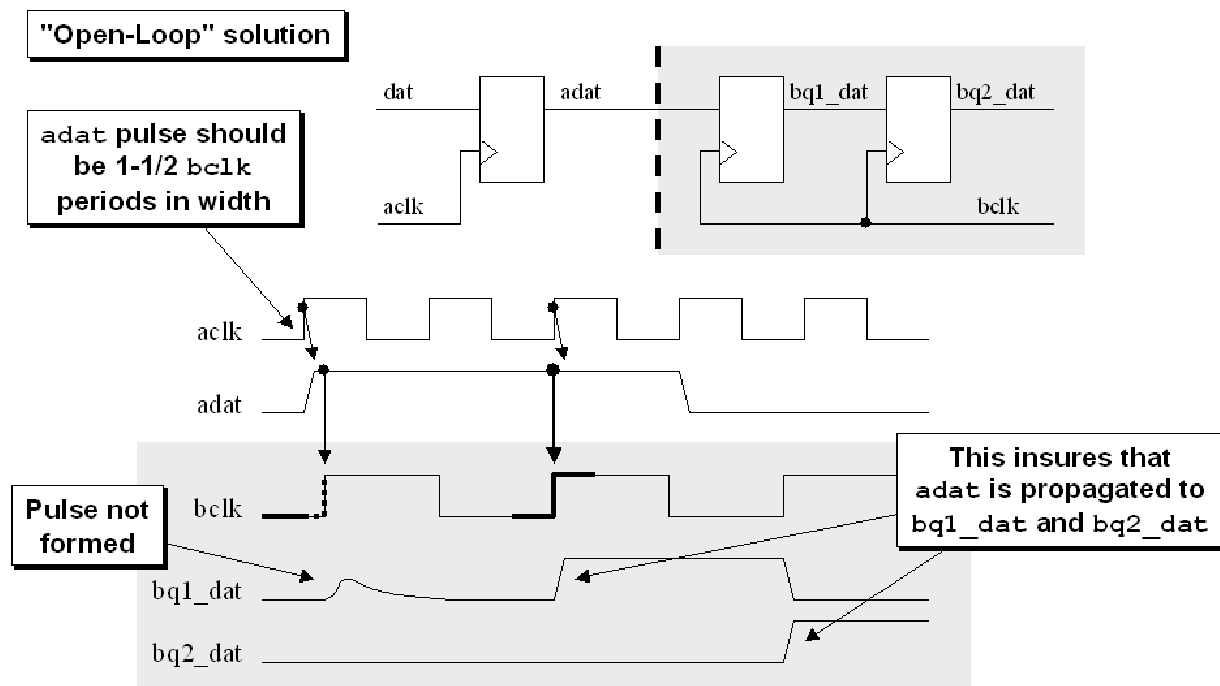 "Open-Loop" solution
dat
adat
bq1_dat
bq2_dat
aclk
bclk
adat pulse should
be 1-1/2 bclk
periods in width
aclk
adat
bclk
bq1_dat
bq2_dat
Pulse not
formed
This insures that
adat is propagated to
bq1_dat and bq2_dat